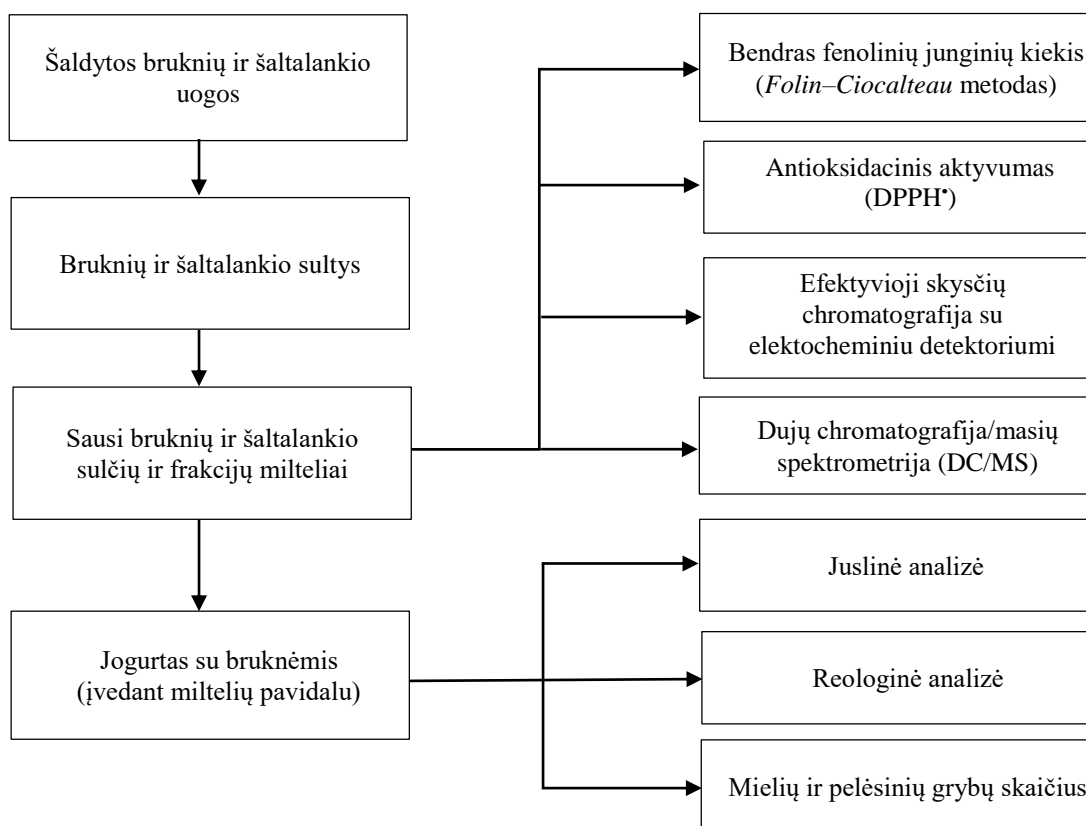 Šaldytos bruknių ir šaltalankio
uogos
Bruknių ir šaltalankio sultys
Sausi bruknių ir šaltalankio
sulčių ir frakcijų milteliai
Jogurtas su bruknėmis
(įvedant miltelių pavidalu)
Bendras fenolinių junginių kiekis
(Folin–Ciocalteau metodas)
Antioksidacinis aktyvumas
(DPPH•)
Efektyvioji skysčių
chromatografija su
elektocheminiu detektoriumi
Dujų chromatografija/masių
spektrometrija (DC/MS)
Juslinė analizė
Reologinė analizė
Mielių ir pelėsinių grybų skaičius